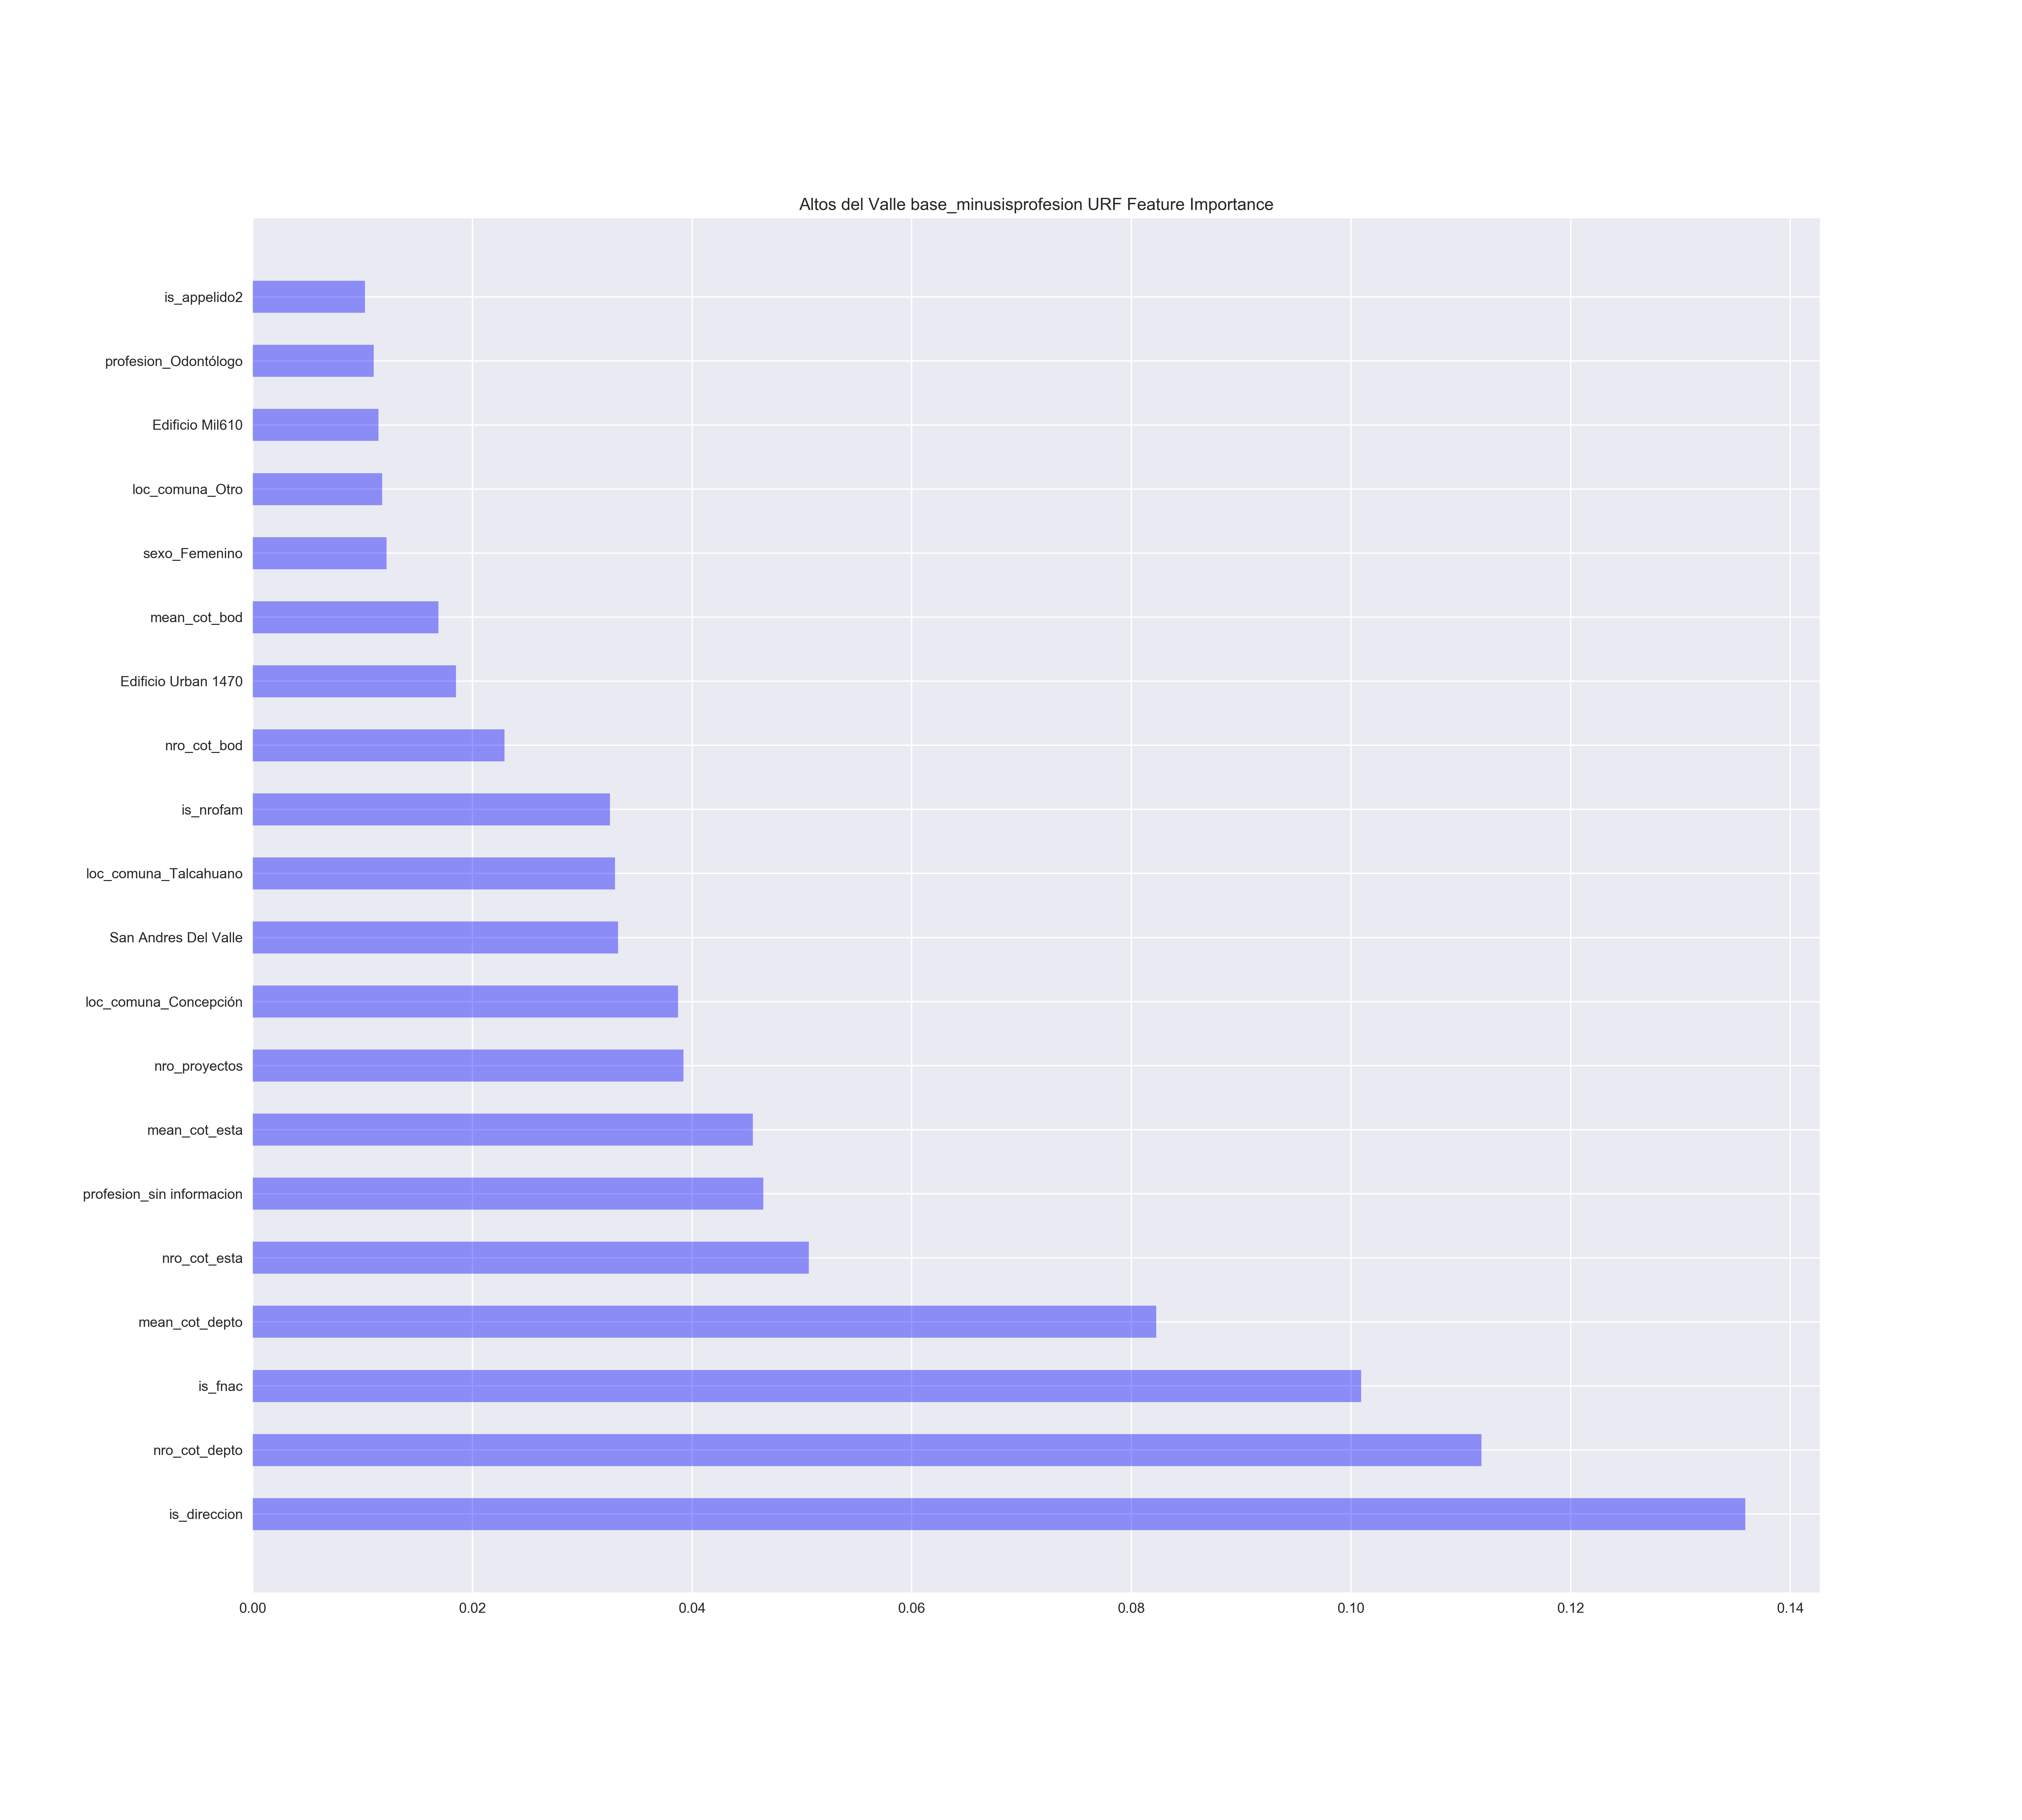 Altos del Valle base_minusisprofesion URF Feature Importance
is_appelido2
profesion_Odontólogo
Edificio Mil610
loc_comuna_Otro
sexo_Femenino
mean_cot_bod
Edificio Urban 1470
nro_cot_bod
is_nrofam
loc_comuna_Talcahuano
San Andres Del Valle
loc_comuna_Concepción
nro_proyectos
mean_cot_esta
profesion_sin informacion
nro_cot_esta
mean_cot_depto
is_fnac
nro_cot_depto
is_direccion
0.00 0.02 0.04 0.06 0.08 0.10 0.12 0.14